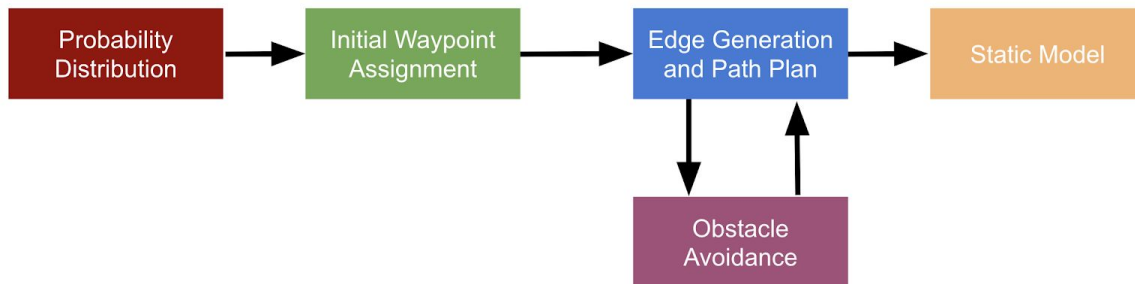 Probability
Distribution
Initial Waypoint
Assignment
Edge Generation
and Path Plan
Static Model
Obstacle
Avoidance